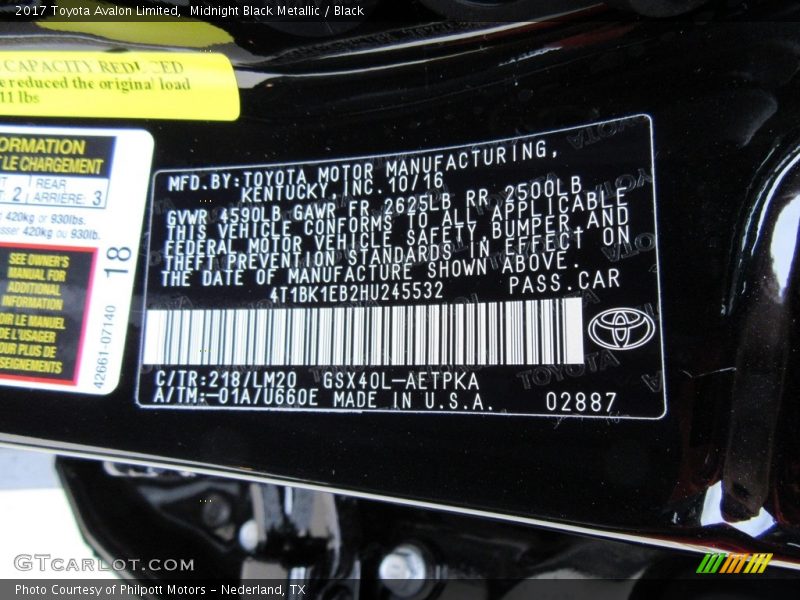 2017 Toyota Avalon Limited,  Midnight Black Metallic / Black
CAPACITY REDUCED
e reduced the original load
11 lbs
ORMATION
LE CHARGEMENT
2 | REAR
ARRIÈRE: 3
420kg or 930lbs.
sser 420kg ou 930lb.
SEE OWNER'S
MANUAL FOR
ADDITIONAL
INFORMATION
OIR LE MANUEL
DE L'USAGER
OUR PLUS DE
SEIGNEMENTS
42661-07140
18
MFD.BY:TOYOTA MOTOR MANUFACTURING,
KENTUCKY,INC.10/16
GVWR 4590LB GAWR FR 2625LB RR 2500LB
THIS VEHICLE CONFORMS TO ALL APPLICABLE
FEDERAL MOTOR VEHICLE SAFETY,BUMPER,AND
THEFT PREVENTION STANDARDS IN EFFECT ON
THE DATE OF MANUFACTURE SHOWN ABOVE.
4T1BK1EB2HU245532 PASS.CAR
C/TR:218/LM20 GSX40L-AETPKA
A/TM:-01A/U660E MADE IN U.S.A. 02887
GTCARLOT.COM
Photo Courtesy of Philpott Motors - Nederland, TX